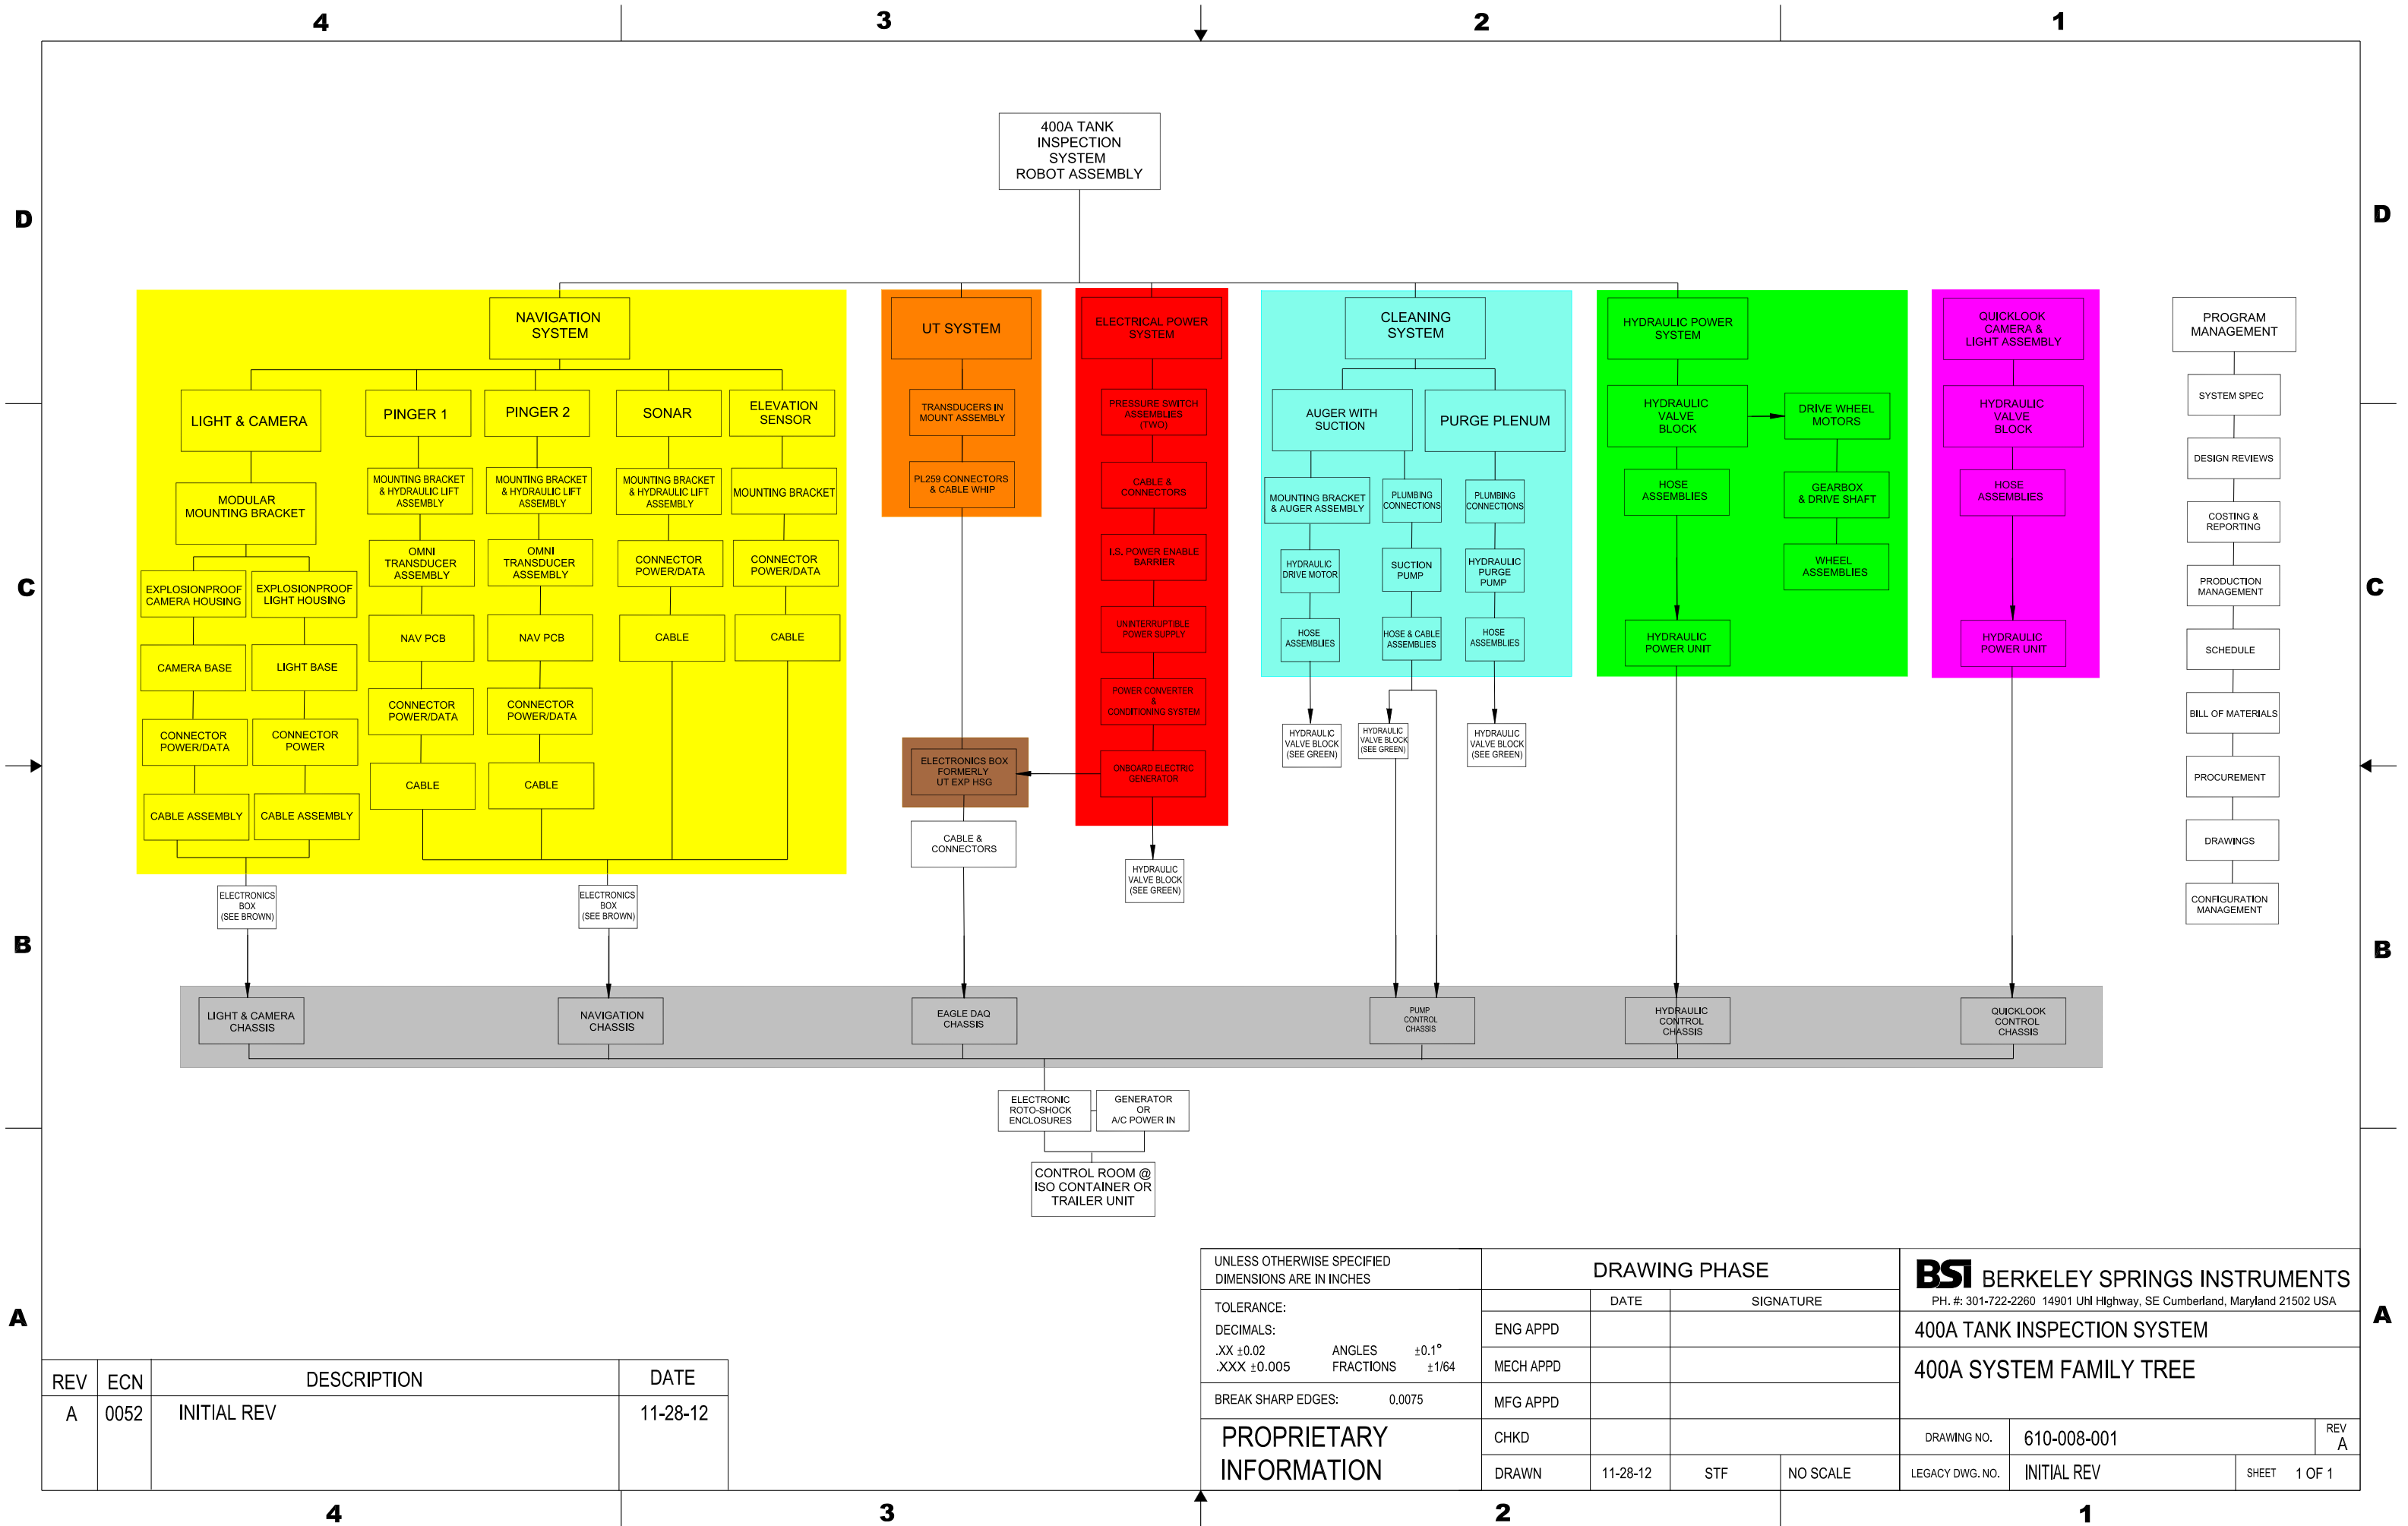 4
3
2
1
D
D
C
C
B
B
A
A
400A TANK
INSPECTION
SYSTEM
ROBOT ASSEMBLY
NAVIGATION
SYSTEM
LIGHT & CAMERA
MODULAR
MOUNTING BRACKET
EXPLOSIONPROOF
CAMERA HOUSING
CAMERA BASE
CONNECTOR
POWER/DATA
CABLE ASSEMBLY
EXPLOSIONPROOF
LIGHT HOUSING
LIGHT BASE
CONNECTOR
POWER
CABLE ASSEMBLY
ELECTRONICS
BOX
(SEE BROWN)
PINGER 1
MOUNTING BRACKET
& HYDRAULIC LIFT
ASSEMBLY
OMNI
TRANSDUCER
ASSEMBLY
NAV PCB
CONNECTOR
POWER/DATA
CABLE
PINGER 2
MOUNTING BRACKET
& HYDRAULIC LIFT
ASSEMBLY
OMNI
TRANSDUCER
ASSEMBLY
NAV PCB
CONNECTOR
POWER/DATA
CABLE
SONAR
MOUNTING BRACKET
& HYDRAULIC LIFT
ASSEMBLY
CONNECTOR
POWER/DATA
CABLE
ELEVATION
SENSOR
MOUNTING BRACKET
CONNECTOR
POWER/DATA
CABLE
ELECTRONICS
BOX
(SEE BROWN)
UT SYSTEM
TRANSDUCERS IN
MOUNT ASSEMBLY
PL259 CONNECTORS
& CABLE WHIP
ELECTRONICS BOX
FORMERLY
UT EXP HSG
CABLE &
CONNECTORS
ELECTRICAL POWER
SYSTEM
PRESSURE SWITCH
ASSEMBLIES
(TWO)
CABLE &
CONNECTORS
I.S. POWER ENABLE
BARRIER
UNINTERRUPTIBLE
POWER SUPPLY
POWER CONVERTER
&
CONDITIONING SYSTEM
ONBOARD ELECTRIC
GENERATOR
HYDRAULIC
VALVE BLOCK
(SEE GREEN)
CLEANING
SYSTEM
AUGER WITH
SUCTION
MOUNTING BRACKET
& AUGER ASSEMBLY
HYDRAULIC
DRIVE MOTOR
HOSE
ASSEMBLIES
HYDRAULIC
VALVE BLOCK
(SEE GREEN)
PLUMBING
CONNECTIONS
SUCTION
PUMP
HOSE & CABLE
ASSEMBLIES
HYDRAULIC
VALVE BLOCK
(SEE GREEN)
PURGE PLENUM
PLUMBING
CONNECTIONS
HYDRAULIC
PURGE
PUMP
HOSE
ASSEMBLIES
HYDRAULIC
VALVE BLOCK
(SEE GREEN)
HYDRAULIC POWER
SYSTEM
HYDRAULIC
VALVE
BLOCK
HOSE
ASSEMBLIES
HYDRAULIC
POWER UNIT
DRIVE WHEEL
MOTORS
GEARBOX
& DRIVE SHAFT
WHEEL
ASSEMBLIES
QUICKLOOK
CAMERA &
LIGHT ASSEMBLY
HYDRAULIC
VALVE
BLOCK
HOSE
ASSEMBLIES
HYDRAULIC
POWER UNIT
PROGRAM
MANAGEMENT
SYSTEM SPEC
DESIGN REVIEWS
COSTING &
REPORTING
PRODUCTION
MANAGEMENT
SCHEDULE
BILL OF MATERIALS
PROCUREMENT
DRAWINGS
CONFIGURATION
MANAGEMENT
LIGHT & CAMERA
CHASSIS
NAVIGATION
CHASSIS
EAGLE DAQ
CHASSIS
PUMP
CONTROL
CHASSIS
HYDRAULIC
CONTROL
CHASSIS
QUICKLOOK
CONTROL
CHASSIS
ELECTRONIC
ROTO-SHOCK
ENCLOSURES
GENERATOR
OR
A/C POWER IN
CONTROL ROOM @
ISO CONTAINER OR
TRAILER UNIT
REV ECN DESCRIPTION DATE
A 0052 INITIAL REV 11-28-12
UNLESS OTHERWISE SPECIFIED
DIMENSIONS ARE IN INCHES
TOLERANCE:
DECIMALS:
.XX ±0.02 ANGLES ±0.1°
.XXX ±0.005 FRACTIONS ±1/64
BREAK SHARP EDGES: 0.0075
PROPRIETARY
INFORMATION
DRAWING PHASE
DATE SIGNATURE
ENG APPD
MECH APPD
MFG APPD
CHKD
DRAWN 11-28-12 STF NO SCALE
BSI BERKELEY SPRINGS INSTRUMENTS
PH. #: 301-722-2260 14901 Uhl Highway, SE Cumberland, Maryland 21502 USA
400A TANK INSPECTION SYSTEM
400A SYSTEM FAMILY TREE
DRAWING NO. 610-008-001 REV A
LEGACY DWG. NO. INITIAL REV SHEET 1 OF 1
4
3
2
1